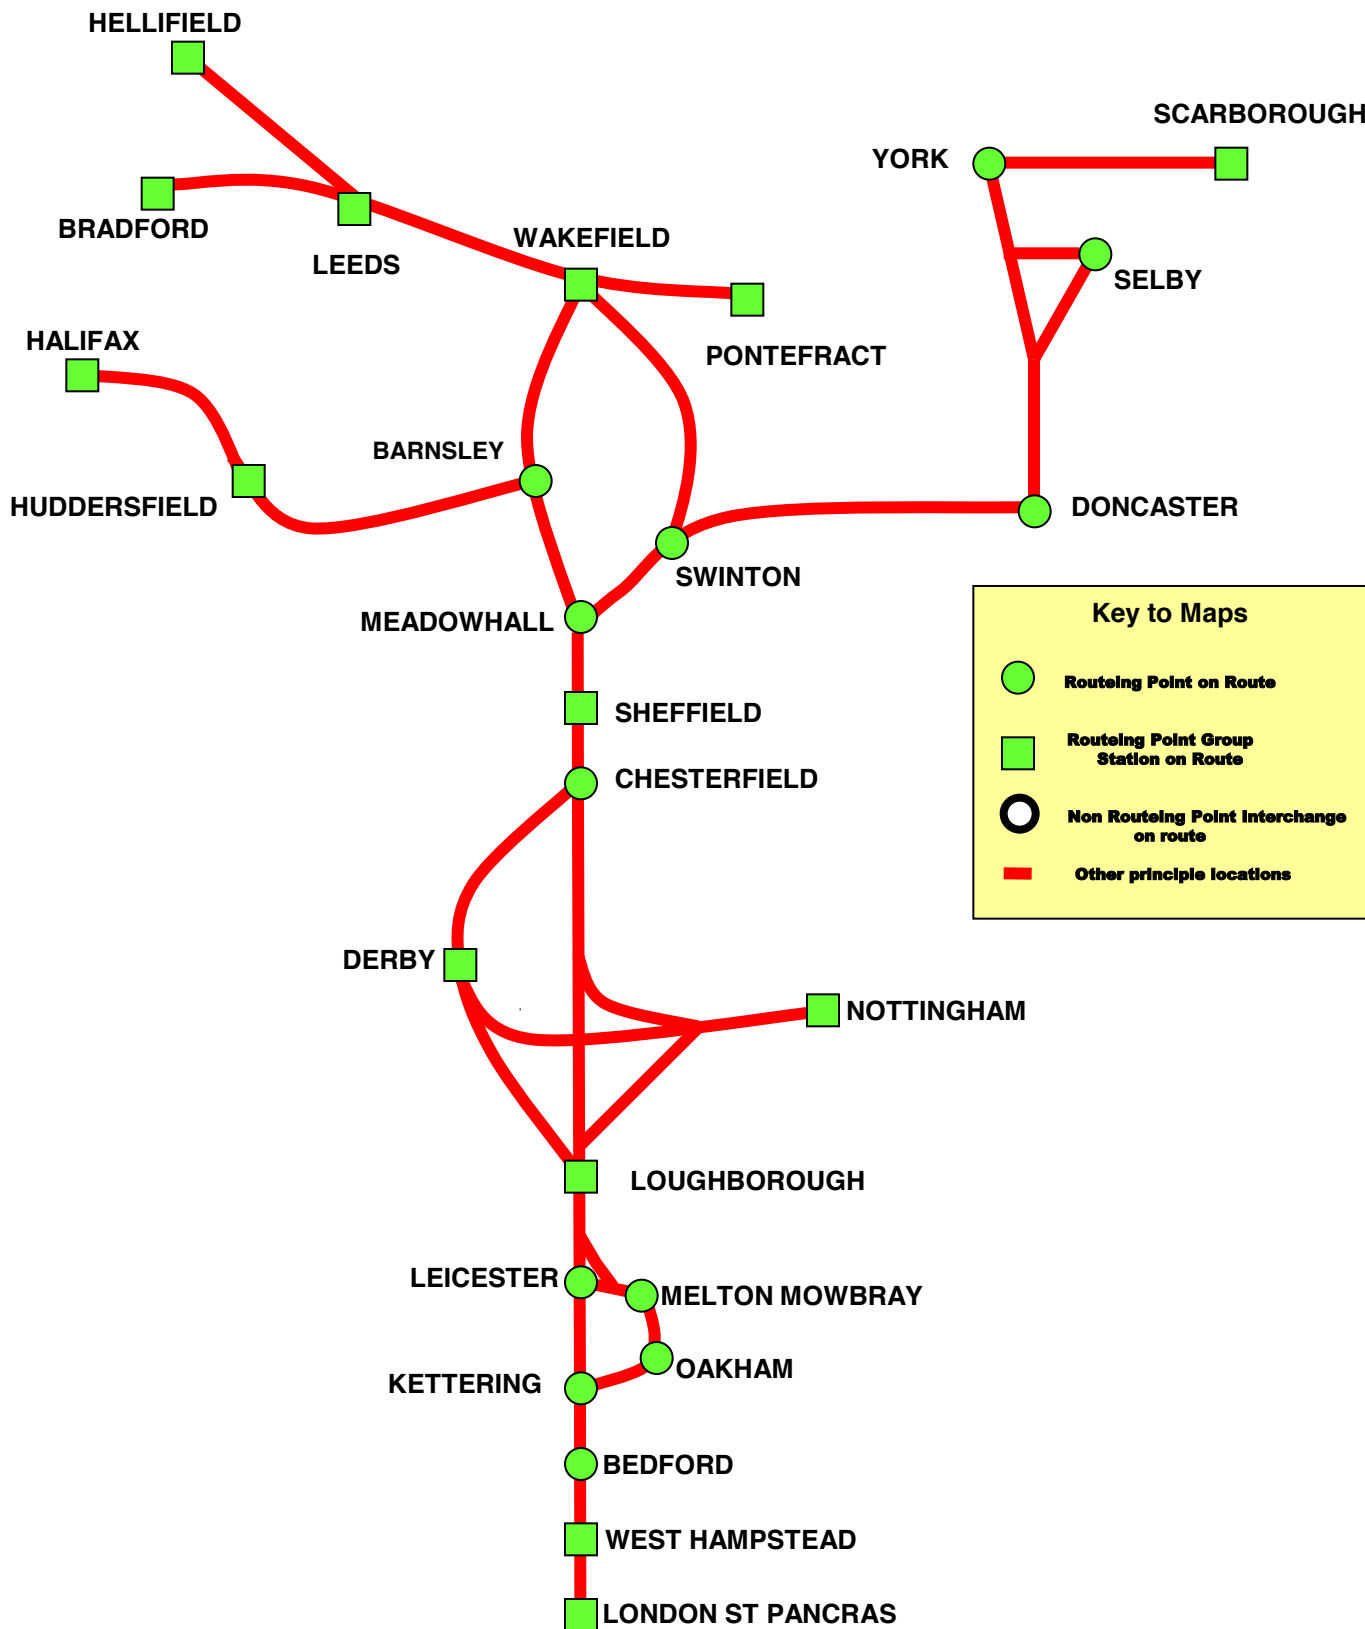 HELLIFIELD
SCARBOROUGH
YORK
BRADFORD
WAKEFIELD
LEEDS
SELBY
HALIFAX
PONTEFRACT
BARNSLEY
HUDDERSFIELD
DONCASTER
SWINTON
MEADOWHALL
Key to Maps
Routeing Point on Route
Routeing Point Group
Station on Route
Non Routeing Point Interchange
on route
Other principle locations
SHEFFIELD
CHESTERFIELD
DERBY
NOTTINGHAM
LOUGHBOROUGH
LEICESTER
MELTON MOWBRAY
OAKHAM
KETTERING
BEDFORD
WEST HAMPSTEAD
LONDON ST PANCRAS